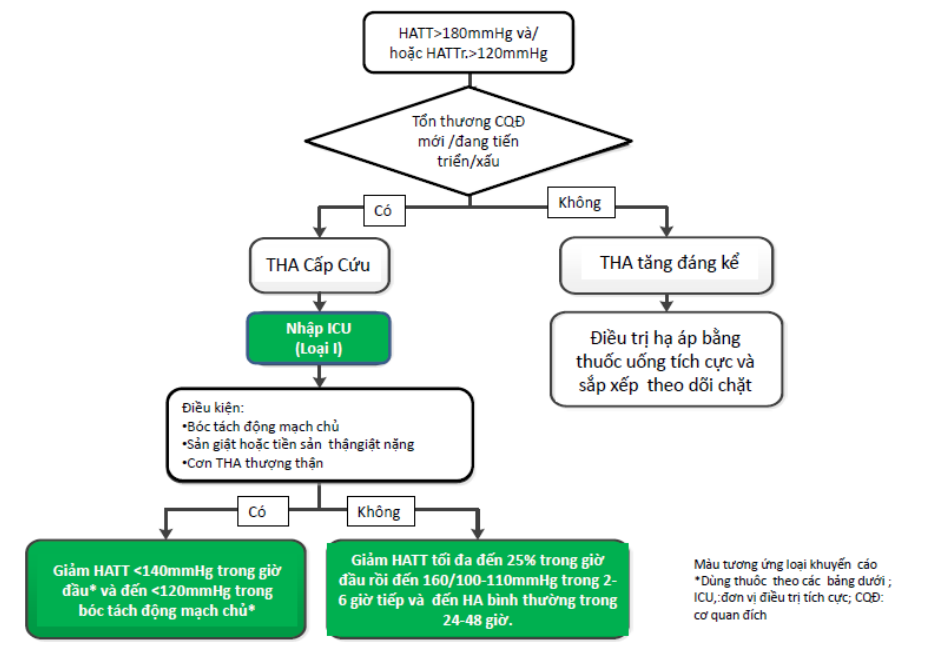 HATT>180mmHg và/
hoặc HATTr.>120mmHg
Tổn thương CQĐ
mới /đang tiến
triển/xấu
Có
Không
THA Cấp Cứu
THA tăng đáng kể
Nhập ICU
(Loại I)
Điều trị hạ áp bằng
thuốc uống tích cực và
sắp xếp theo dõi chặt
Điều kiện:
•Bóc tách động mạch chủ
•Sản giật hoặc tiền sản thậngiật nặng
•Cơn THA thượng thận
Có
Không
Giảm HATT <140mmHg trong giờ
đầu* và đến <120mmHg trong
bóc tách động mạch chủ*
Giảm HATT tối đa đến 25% trong giờ
đầu rồi đến 160/100-110mmHg trong 2-
6 giờ tiếp và đến HA bình thường trong
24-48 giờ.
Màu tương ứng loại khuyến cáo
*Dùng thuôc theo các bảng dưới ;
ICU,:đơn vị điều trị tích cực; CQĐ:
cơ quan đích